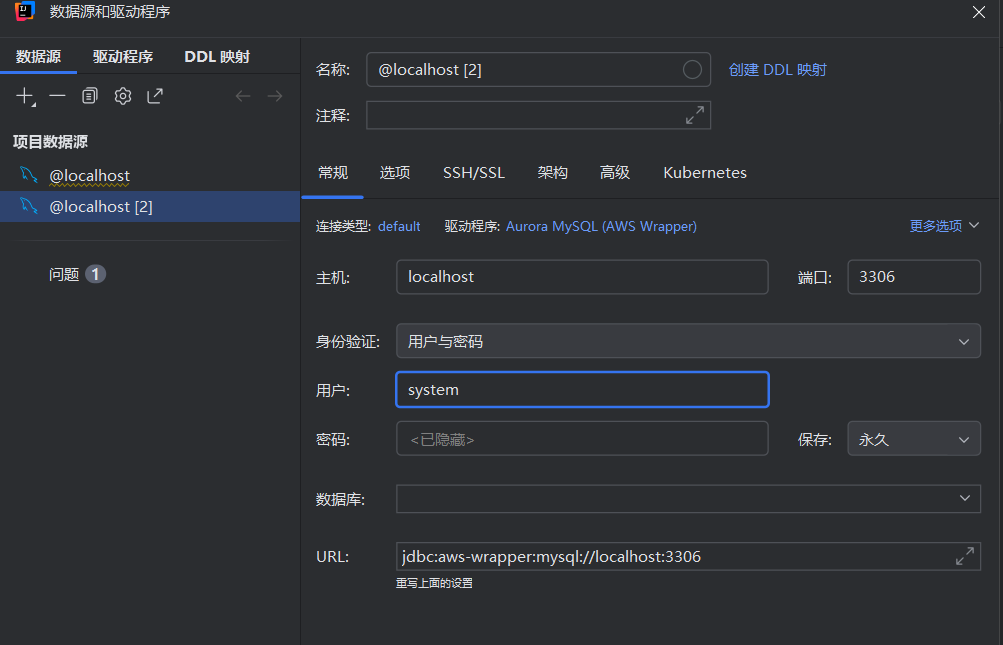 数据源和驱动程序
数据源 驱动程序 DDL 映射
项目数据源
@localhost
@localhost [2]
问题 1
名称: @localhost [2] 创建 DDL 映射
注释:
常规 选项 SSH/SSL 架构 高级 Kubernetes
连接类型: default 驱动程序: Aurora MySQL (AWS Wrapper) 更多选项
主机: localhost 端口: 3306
身份验证: 用户与密码
用户: system
密码: <已隐藏> 保存: 永久
数据库:
URL: jdbc:aws-wrapper:mysql://localhost:3306
重写上面的设置